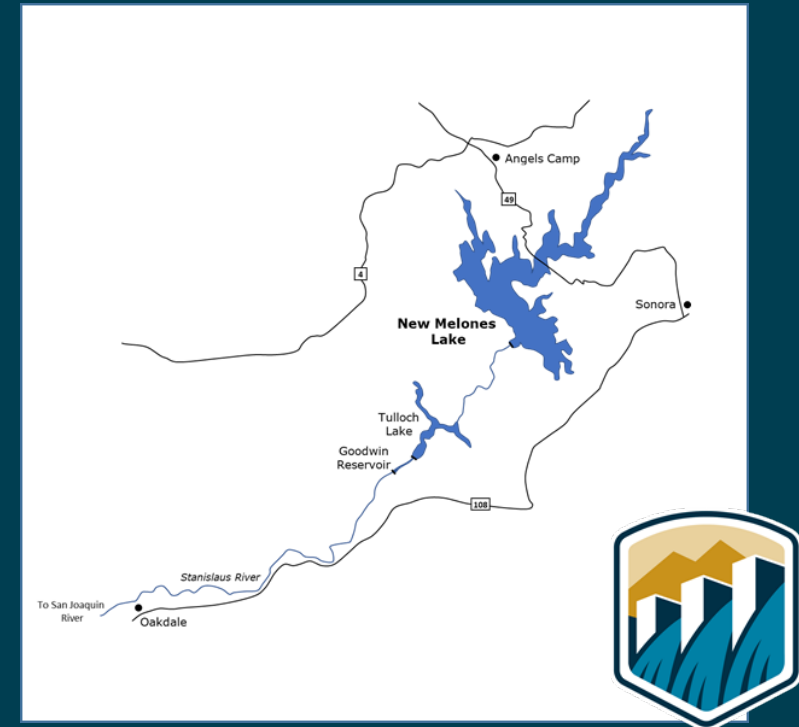 Angels Camp
49
4
Sonora
New Melones
Lake
Tulloch
Lake
Goodwin
Reservoir
108
Stanislaus River
To San Joaquin
River
Oakdale